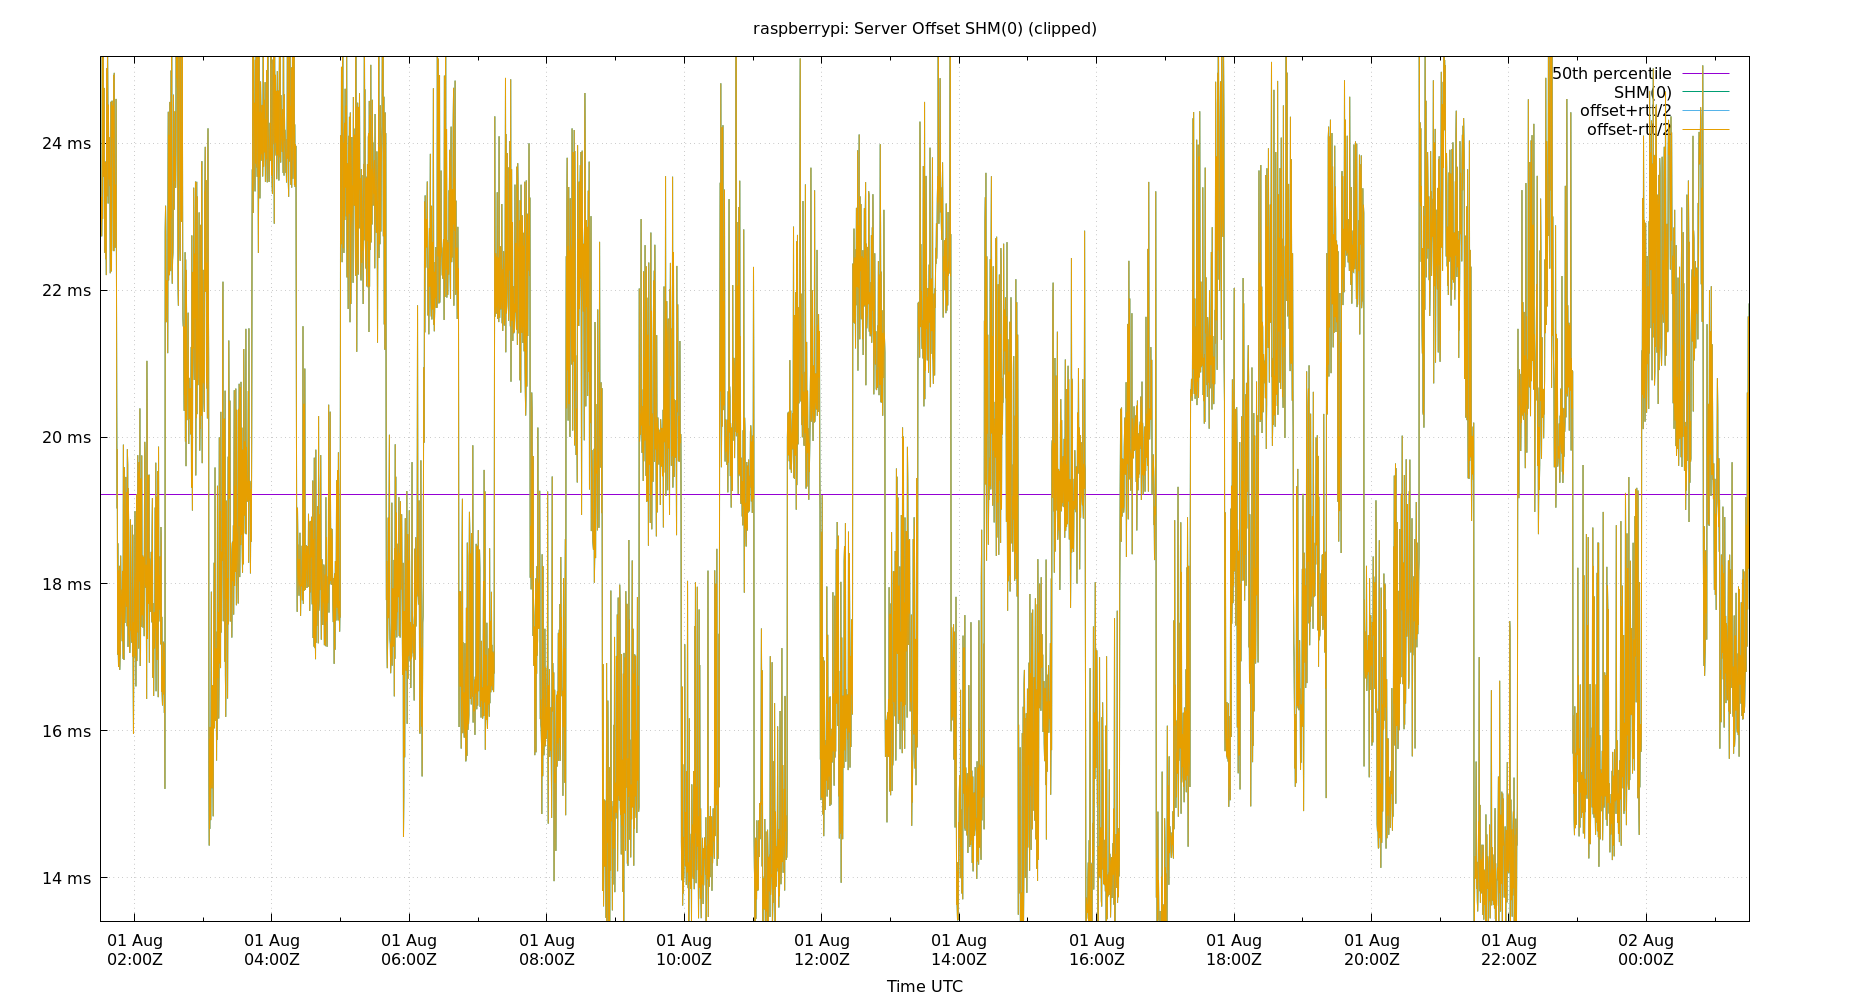 raspberrypi: Server Offset SHM(0) (clipped)
50th percentile
SHM(0)
offset+rtt/2
offset-rtt/2
24 ms
22 ms
20 ms
18 ms
16 ms
14 ms
01 Aug 01 Aug 01 Aug 01 Aug 01 Aug 01 Aug 01 Aug 01 Aug 01 Aug 01 Aug 01 Aug 02 Aug
02:00Z 04:00Z 06:00Z 08:00Z 10:00Z 12:00Z 14:00Z 16:00Z 18:00Z 20:00Z 22:00Z 00:00Z
Time UTC